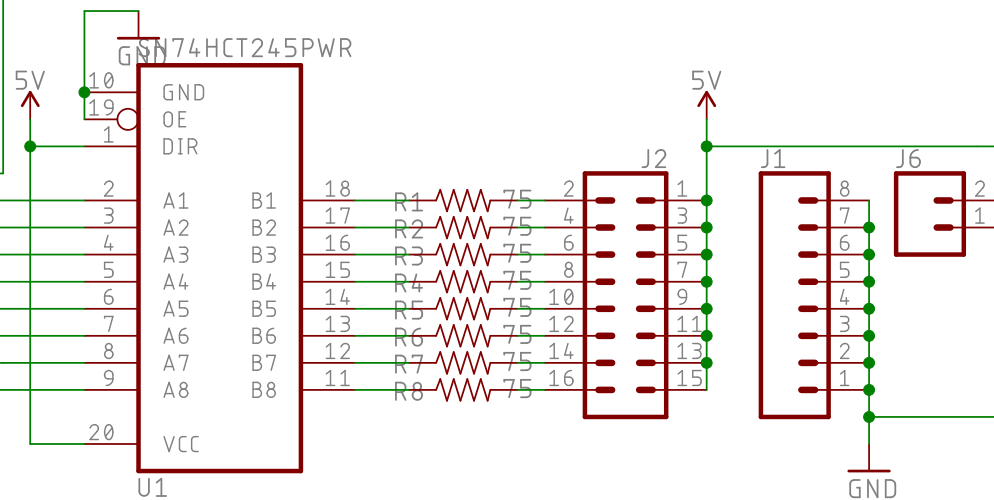 SN74HCT245PWR
GND
5V
5V
10 GND
19 OE
1 DIR
J2
J1
J6
2 A1 B1 18 R1 75 2 1 8 2
3 A2 B2 17 R2 75 4 3 7 1
4 A3 B3 16 R3 75 6 5 6
5 A4 B4 15 R4 75 8 7 5
6 A5 B5 14 R5 75 10 9 4
7 A6 B6 13 R6 75 12 11 3
8 A7 B7 12 R7 75 14 13 2
9 A8 B8 11 R8 75 16 15 1
20 VCC
U1
GND